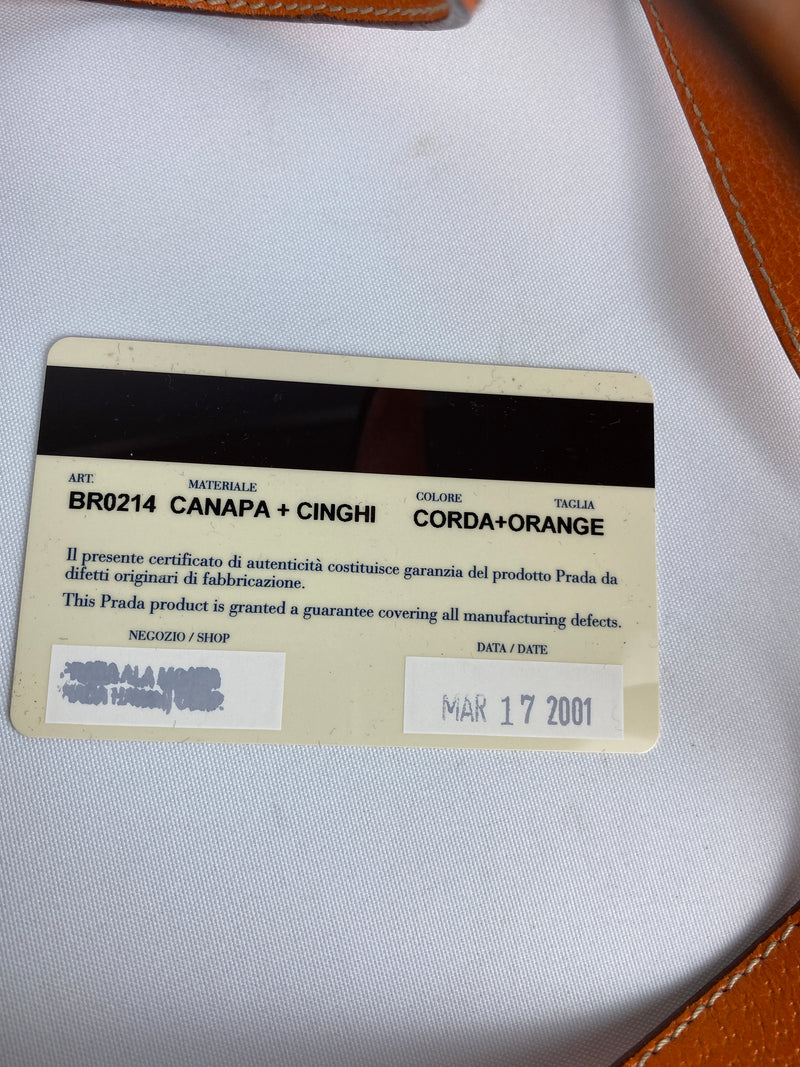 ART. MATERIALE COLORE TAGLIA
BR0214 CANAPA + CINGHI CORDA+ORANGE
Il presente certificato di autenticità costituisce garanzia del prodotto Prada da
difetti originari di fabbricazione.
This Prada product is granted a guarantee covering all manufacturing defects.
NEGOZIO / SHOP DATA / DATE
MAR 17 2001